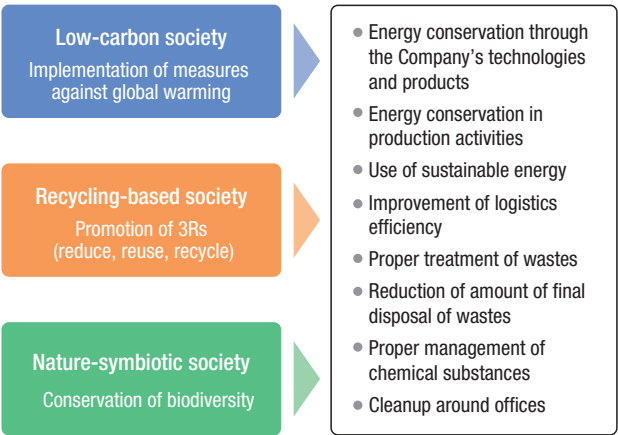 Low-carbon society
Implementation of measures
against global warming
Recycling-based society
Promotion of 3Rs
(reduce, reuse, recycle)
Nature-symbiotic society
Conservation of biodiversity
• Energy conservation through
the Company's technologies
and products
• Energy conservation in
production activities
• Use of sustainable energy
• Improvement of logistics
efficiency
• Proper treatment of wastes
• Reduction of amount of final
disposal of wastes
• Proper management of
chemical substances
• Cleanup around offices